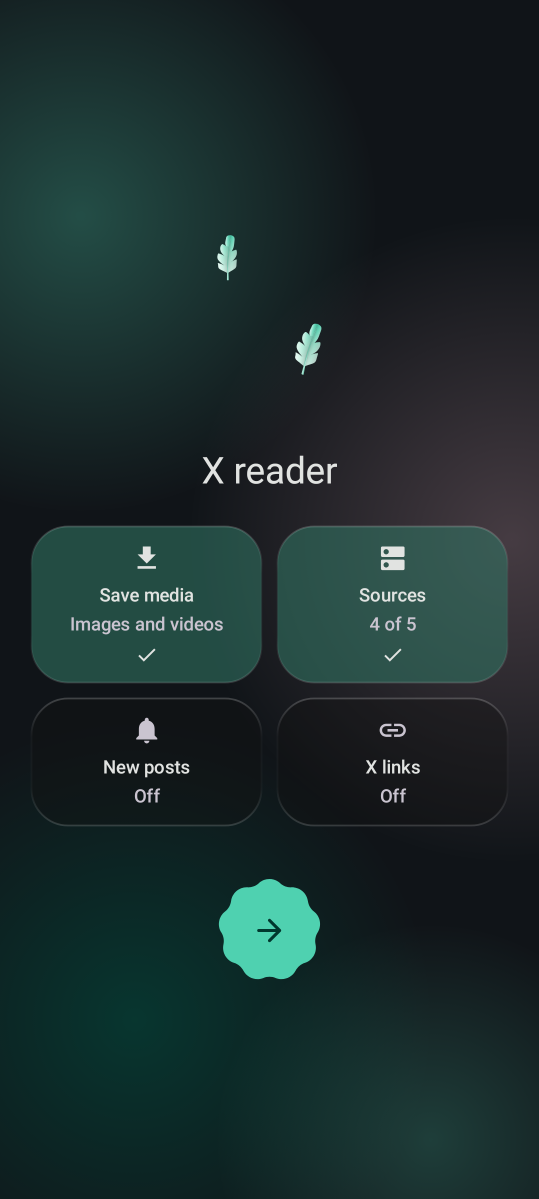 X reader
Save media
Images and videos
Sources
4 of 5
New posts
Off
X links
Off